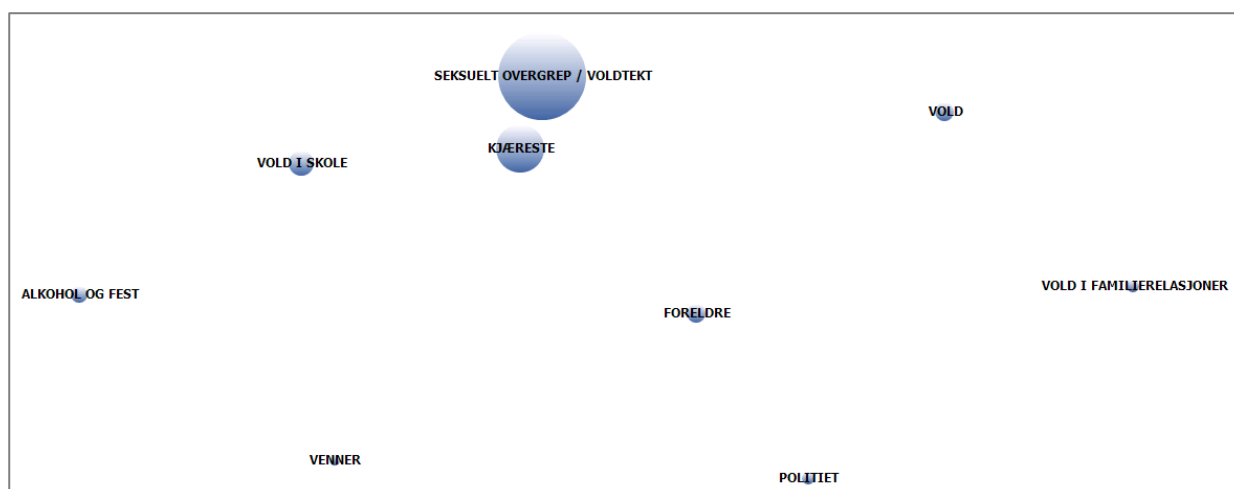 SEKSUELT OVERGREP / VOLDTEKT
VOLD
KJÆRESTE
VOLD I SKOLE
VOLD I FAMILIERELASJONER
ALKOHOL OG FEST
FORELDRE
VENNER
POLITIET